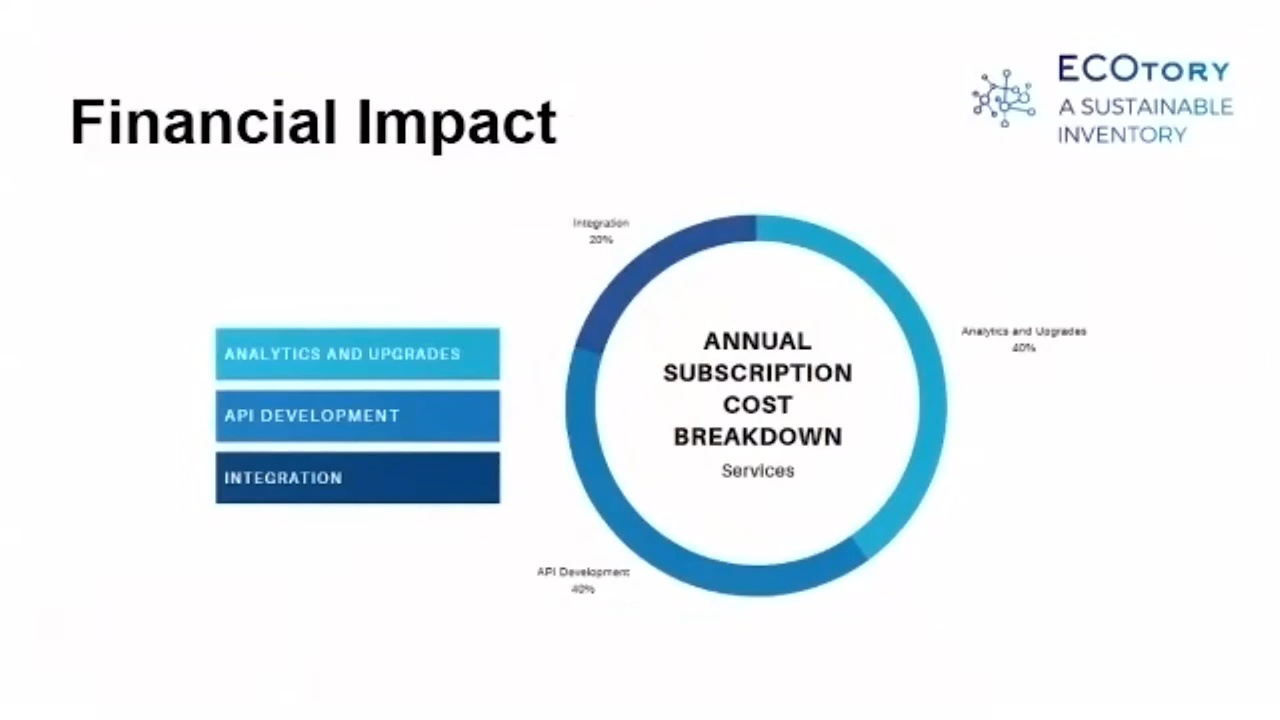 Financial Impact
ECOTORY
A SUSTAINABLE
INVENTORY
Integration
20%
Analytics and Upgrades
40%
ANALYTICS AND UPGRADES
API DEVELOPMENT
INTEGRATION
ANNUAL
SUBSCRIPTION
COST
BREAKDOWN
Services
API Development
40%